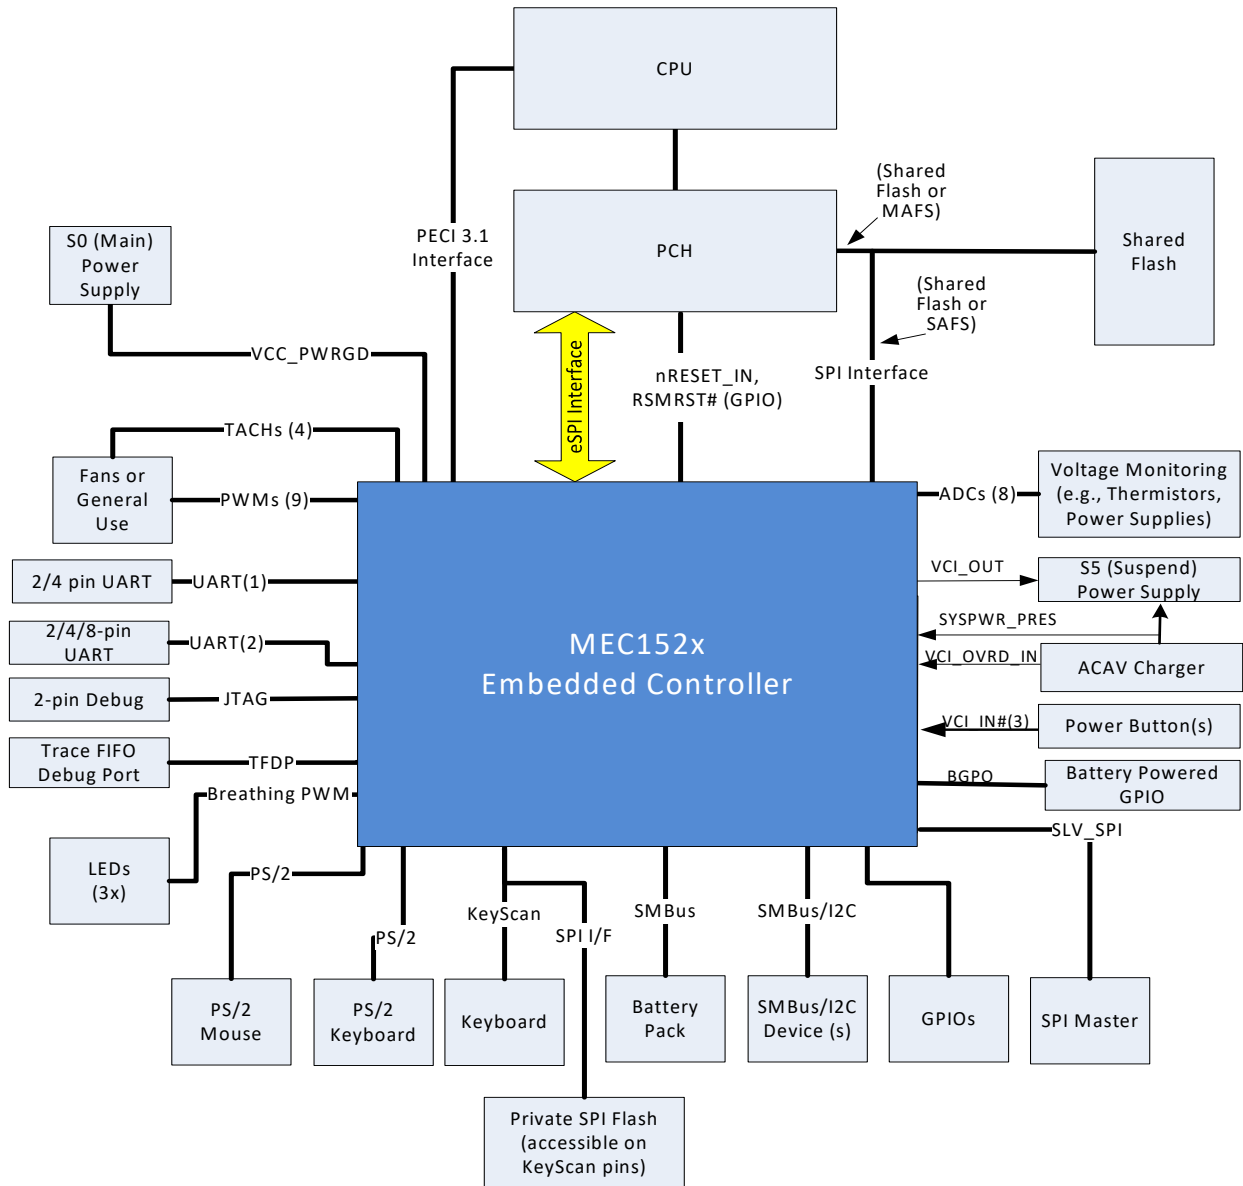 CPU
(Shared
Flash or
MAFS)
S0 (Main)
Power
Supply
PECI 3.1
Interface
PCH
Shared
Flash
(Shared
Flash or
SAFS)
VCC_PWRGD
eSPI Interface
nRESET_IN,
RSMRST# (GPIO)
SPI Interface
TACHs (4)
Fans or
General
Use
PWMs (9)
ADCs (8)
Voltage Monitoring
(e.g., Thermistors,
Power Supplies)
2/4 pin UART
UART(1)
VCI_OUT
S5 (Suspend)
Power Supply
2/4/8-pin
UART
UART(2)
SYSPWR_PRES
MEC152x
Embedded Controller
VCI_OVRD_IN
ACAV Charger
2-pin Debug
JTAG
VCI_IN#(3)
Power Button(s)
Trace FIFO
Debug Port
TFDP
BGPO
Battery Powered
GPIO
Breathing PWM
SLV_SPI
LEDs
(3x)
PS/2
PS/2
KeyScan
SPI I/F
SMBus
SMBus/I2C
PS/2
Mouse
PS/2
Keyboard
Keyboard
Battery
Pack
SMBus/I2C
Device (s)
GPIOs
SPI Master
Private SPI Flash
(accessible on
KeyScan pins)